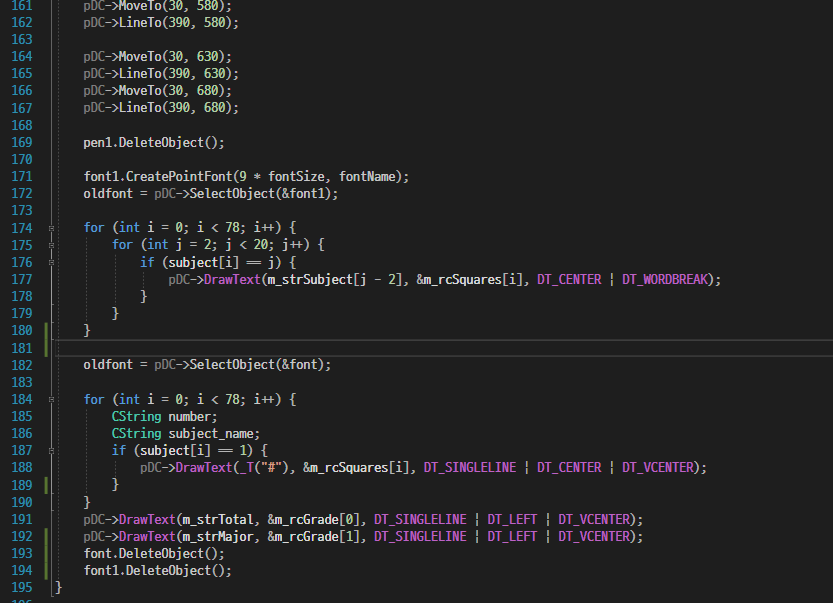 161 pDC->MoveTo(30, 580);
162 pDC->LineTo(390, 580);
163
164 pDC->MoveTo(30, 630);
165 pDC->LineTo(390, 630);
166 pDC->MoveTo(30, 680);
167 pDC->LineTo(390, 680);
168
169 pen1.DeleteObject();
170
171 font1.CreatePointFont(9 * fontSize, fontName);
172 oldfont = pDC->SelectObject(&font1);
173
174 for (int i = 0; i < 78; i++) {
175 for (int j = 2; j < 20; j++) {
176 if (subject[i] == j) {
177 pDC->DrawText(m_strSubject[j - 2], &m_rcSquares[i], DT_CENTER | DT_WORDBREAK);
178 }
179 }
180 }
181
182 oldfont = pDC->SelectObject(&font);
183
184 for (int i = 0; i < 78; i++) {
185 CString number;
186 CString subject_name;
187 if (subject[i] == 1) {
188 pDC->DrawText(_T("#"), &m_rcSquares[i], DT_SINGLELINE | DT_CENTER | DT_VCENTER);
189 }
190 }
191 pDC->DrawText(m_strTotal, &m_rcGrade[0], DT_SINGLELINE | DT_LEFT | DT_VCENTER);
192 pDC->DrawText(m_strMajor, &m_rcGrade[1], DT_SINGLELINE | DT_LEFT | DT_VCENTER);
193 font.DeleteObject();
194 font1.DeleteObject();
195 }